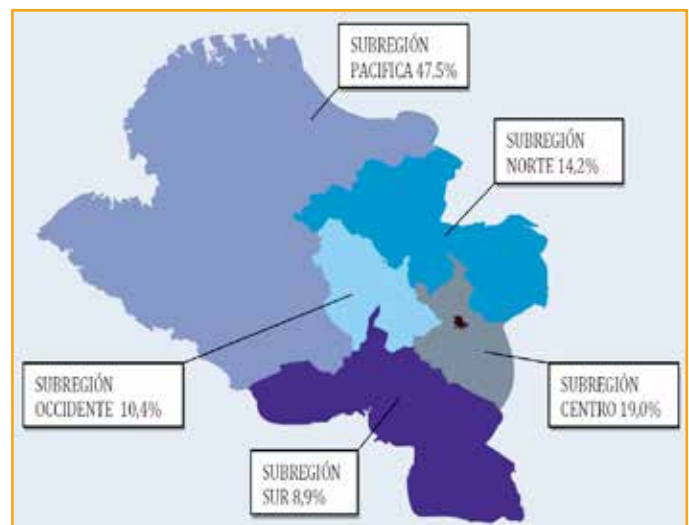 SUBREGIÓN
PACIFICA 47.5%
SUBREGIÓN
NORTE 14,2%
SUBREGIÓN
OCCIDENTE 10,4%
SUBREGIÓN
CENTRO 19,0%
SUBREGIÓN
SUR 8,9%